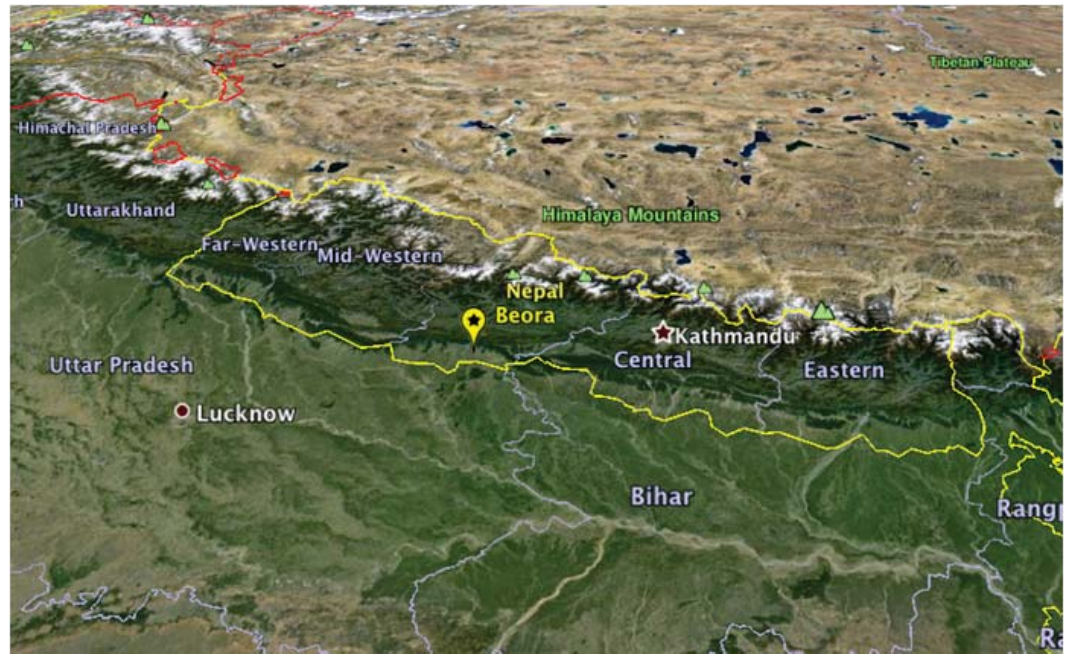 Tibetan Plateau
Himachal Pradesh
Uttarakhand
Himalaya Mountains
Far-Western
Mid-Western
Nepal
Beora
Kathmandu
Central
Eastern
Uttar Pradesh
Lucknow
Bihar